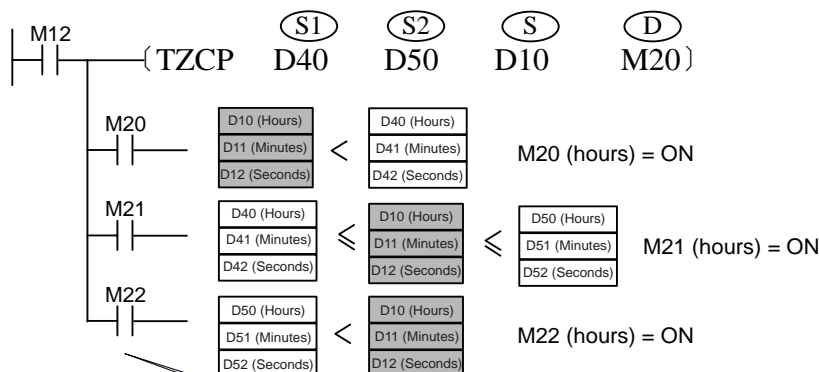 M12
S1 S2 S D
TZCP D40 D50 D10 M20
M20
D10 (Hours)
D11 (Minutes)
D12 (Seconds)
<
D40 (Hours)
D41 (Minutes)
D42 (Seconds)
M20 (hours) = ON
M21
D40 (Hours)
D41 (Minutes)
D42 (Seconds)
≤
D10 (Hours)
D11 (Minutes)
D12 (Seconds)
≤
D50 (Hours)
D51 (Minutes)
D52 (Seconds)
M21 (hours) = ON
M22
D50 (Hours)
D51 (Minutes)
D52 (Seconds)
<
D10 (Hours)
D11 (Minutes)
D12 (Seconds)
M22 (hours) = ON